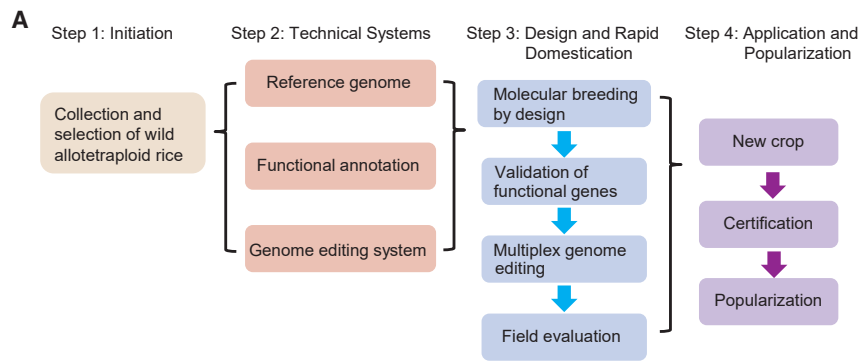 A
Step 1: Initiation
Step 2: Technical Systems
Step 3: Design and Rapid
Domestication
Step 4: Application and
Popularization
Collection and
selection of wild
allotetraploid rice
Reference genome
Functional annotation
Genome editing system
Molecular breeding
by design
Validation of
functional genes
Multiplex genome
editing
Field evaluation
New crop
Certification
Popularization